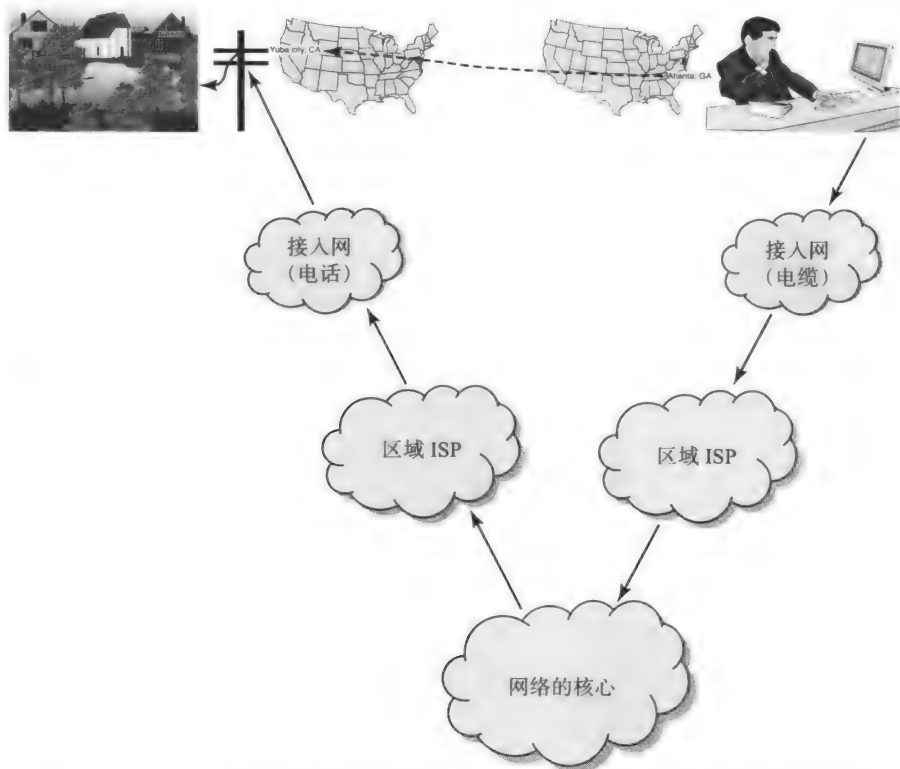 Yuba city, CA
Atlanta, GA
接入网
（电话）
接入网
（电缆）
区域 ISP
区域 ISP
网络的核心